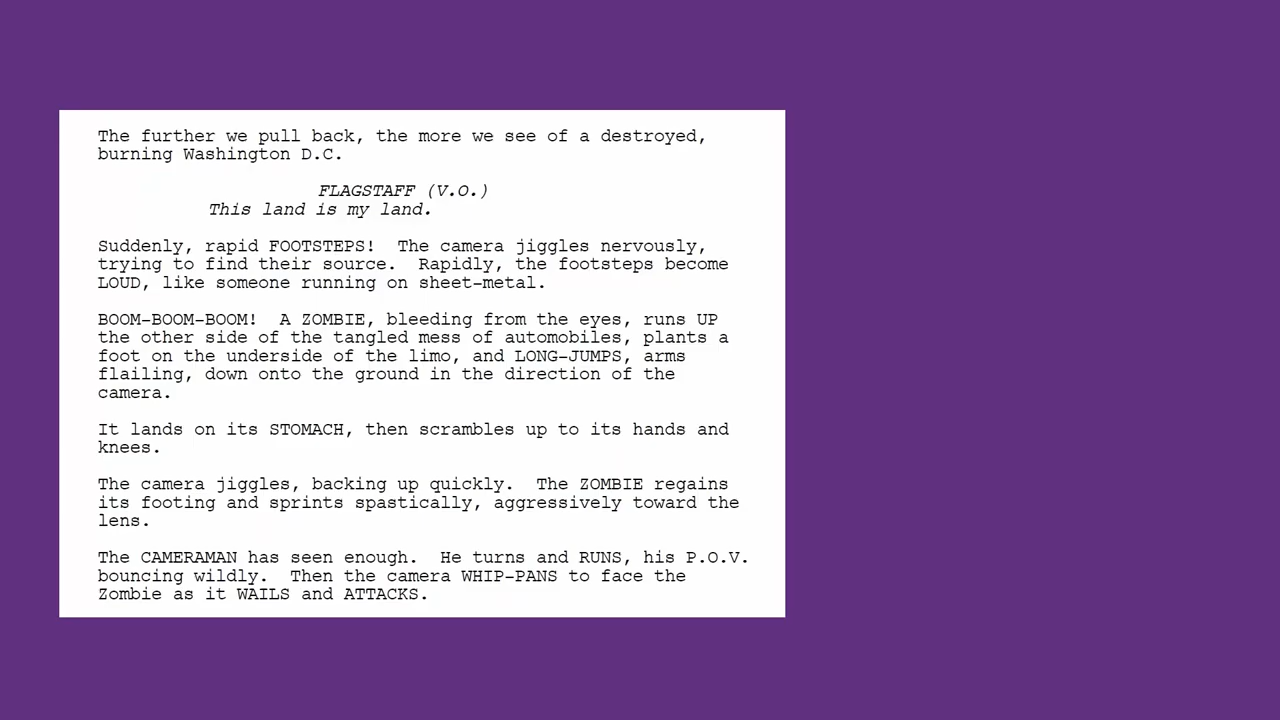 The further we pull back, the more we see of a destroyed,
burning Washington D.C.
FLAGSTAFF (V.O.)
This land is my land.
Suddenly, rapid FOOTSTEPS!  The camera jiggles nervously,
trying to find their source.  Rapidly, the footsteps become
LOUD, like someone running on sheet-metal.
BOOM-BOOM-BOOM!  A ZOMBIE, bleeding from the eyes, runs UP
the other side of the tangled mess of automobiles, plants a
foot on the underside of the limo, and LONG-JUMPS, arms
flailing, down onto the ground in the direction of the
camera.
It lands on its STOMACH, then scrambles up to its hands and
knees.
The camera jiggles, backing up quickly.  The ZOMBIE regains
its footing and sprints spastically, aggressively toward the
lens.
The CAMERAMAN has seen enough.  He turns and RUNS, his P.O.V.
bouncing wildly.  Then the camera WHIP-PANS to face the
Zombie as it WAILS and ATTACKS.